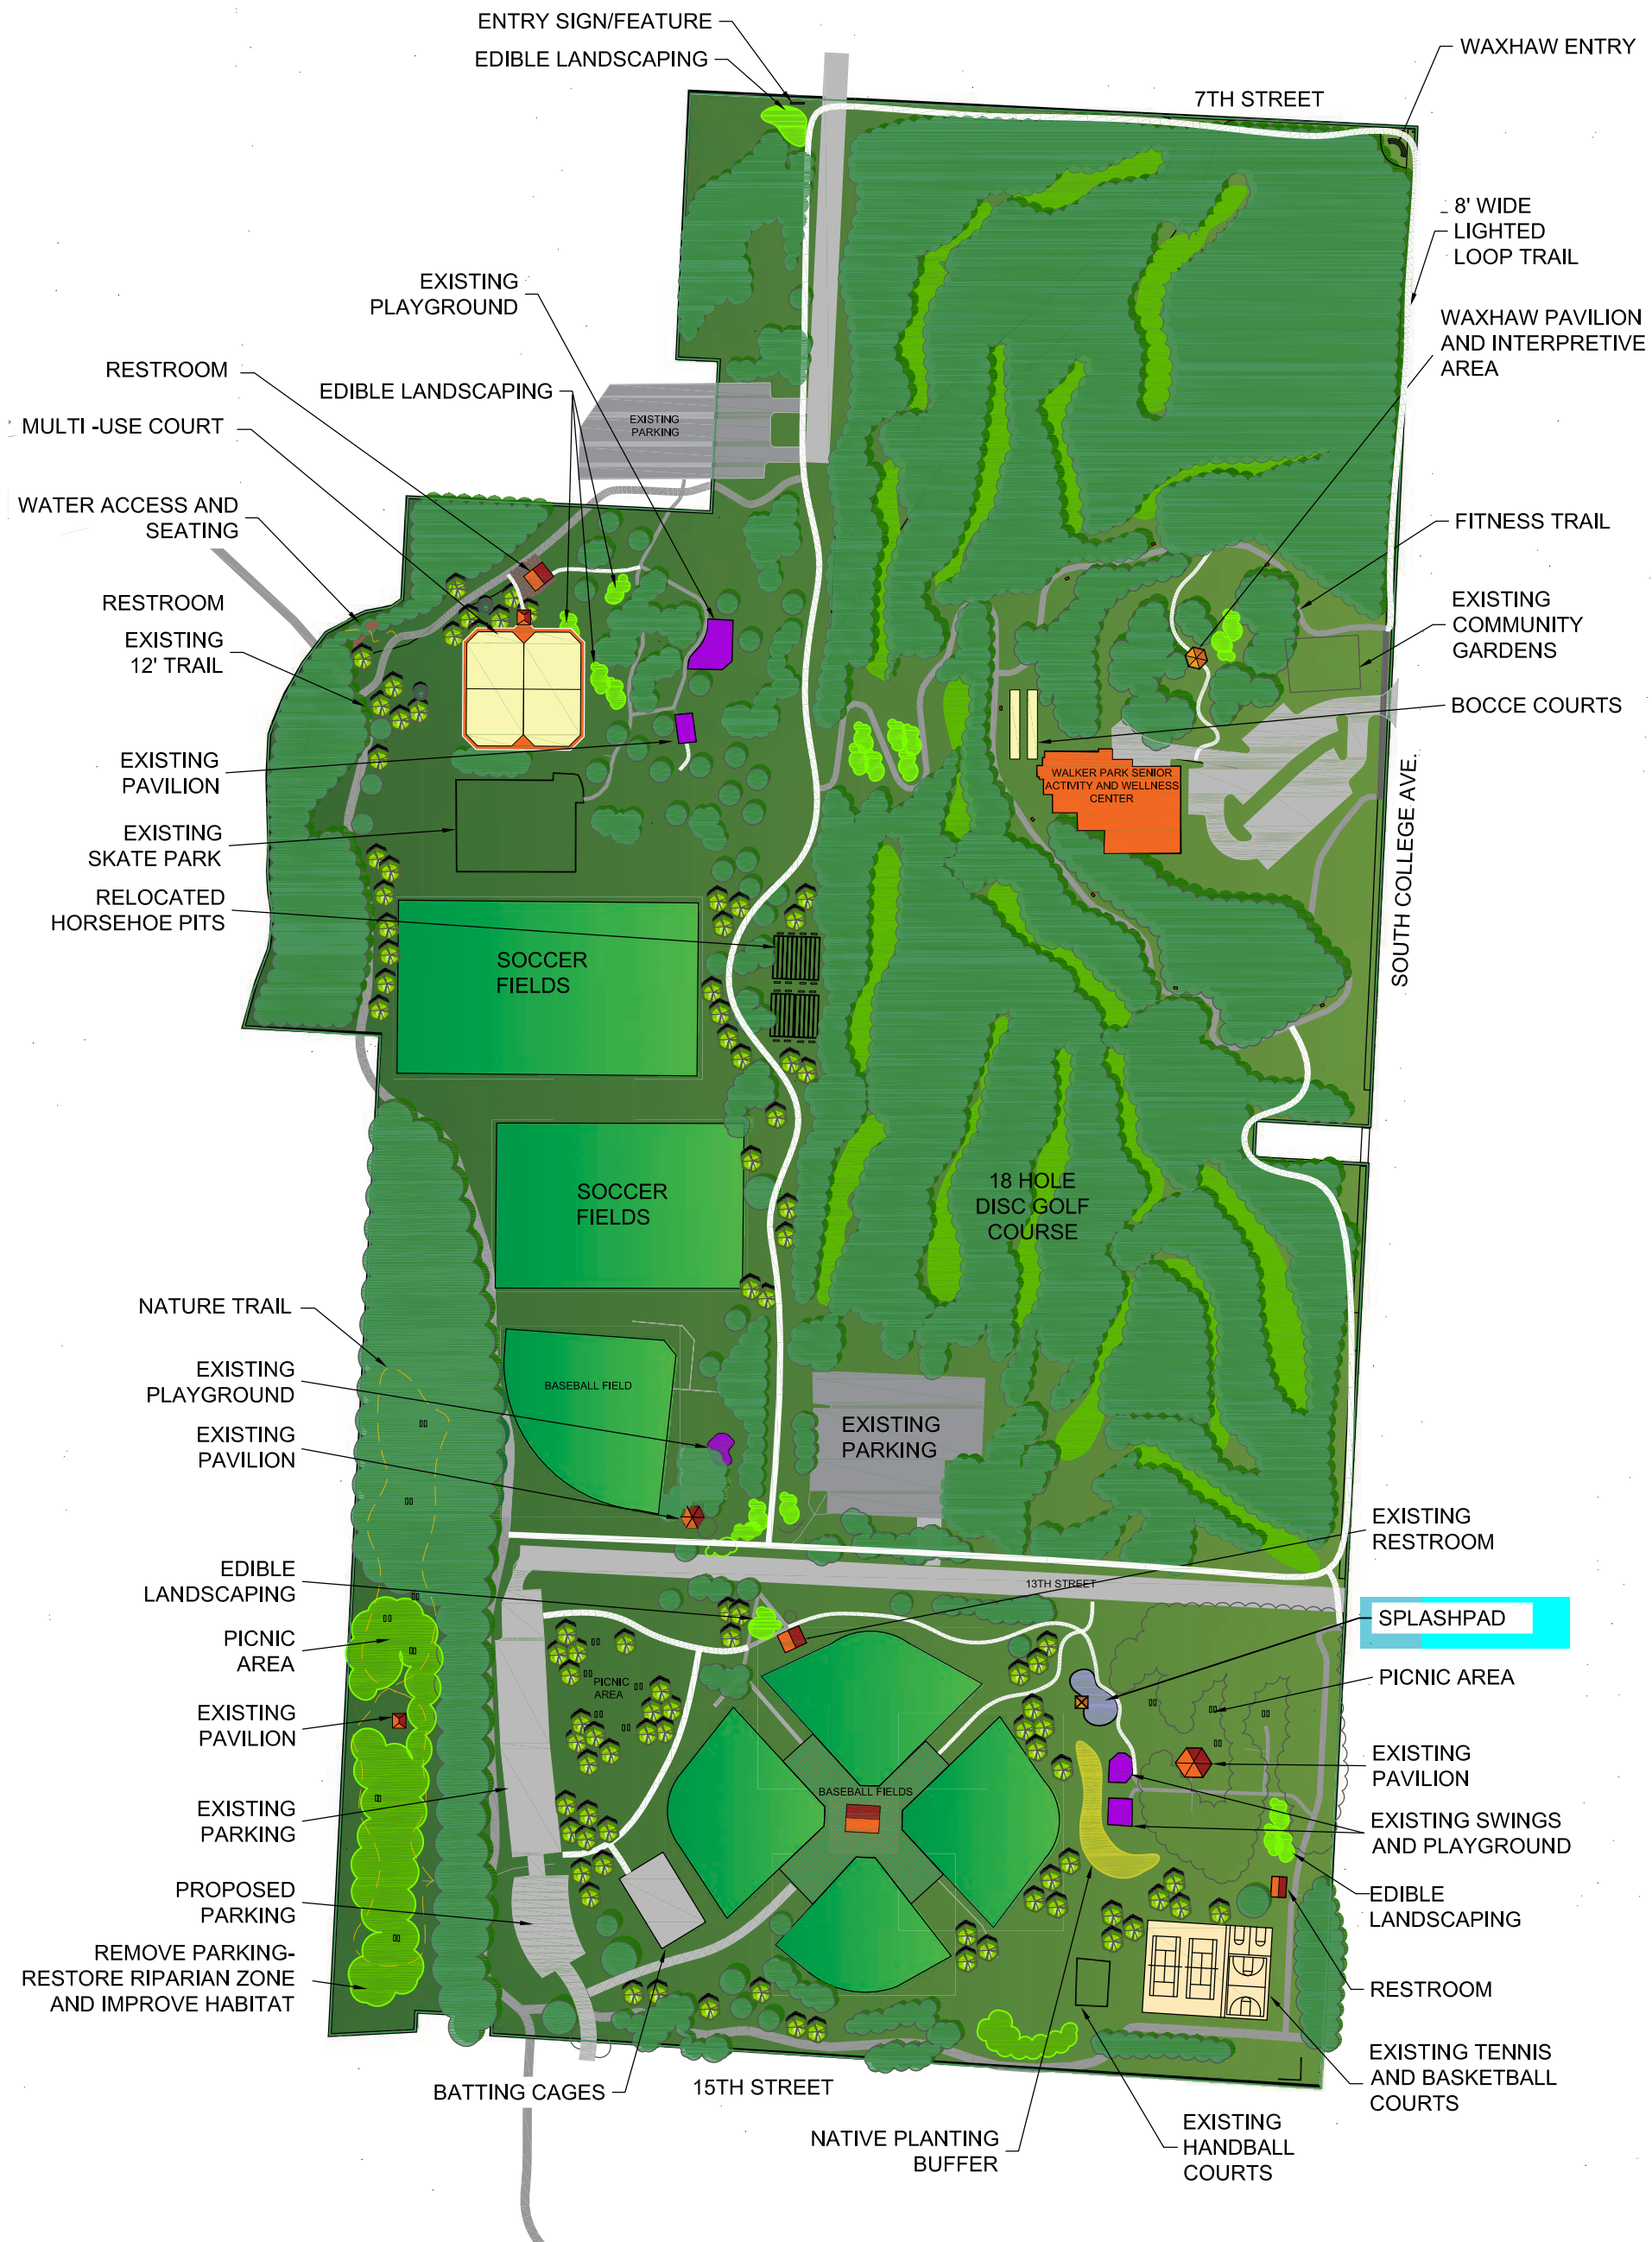 ENTRY SIGN/FEATURE
EDIBLE LANDSCAPING
WAXHAW ENTRY
7TH STREET
8' WIDE
LIGHTED
LOOP TRAIL
EXISTING
PLAYGROUND
WAXHAW PAVILION
AND INTERPRETIVE
AREA
RESTROOM
EDIBLE LANDSCAPING
EXISTING
PARKING
MULTI -USE COURT
WATER ACCESS AND
SEATING
FITNESS TRAIL
RESTROOM
EXISTING
12' TRAIL
EXISTING
COMMUNITY
GARDENS
BOCCE COURTS
EXISTING
PAVILION
WALKER PARK SENIOR
ACTIVITY AND WELLNESS
CENTER
SOUTH COLLEGE AVE.
EXISTING
SKATE PARK
RELOCATED
HORSEHOE PITS
SOCCER
FIELDS
SOCCER
FIELDS
18 HOLE
DISC GOLF
COURSE
NATURE TRAIL
EXISTING
PLAYGROUND
BASEBALL FIELD
EXISTING
PAVILION
EXISTING
PARKING
EXISTING
RESTROOM
EDIBLE
LANDSCAPING
13TH STREET
SPLASHPAD
PICNIC
AREA
PICNIC
AREA
PICNIC AREA
EXISTING
PAVILION
EXISTING
PAVILION
BASEBALL FIELDS
EXISTING
PARKING
EXISTING SWINGS
AND PLAYGROUND
PROPOSED
PARKING
EDIBLE
LANDSCAPING
REMOVE PARKING-
RESTORE RIPARIAN ZONE
AND IMPROVE HABITAT
RESTROOM
EXISTING TENNIS
AND BASKETBALL
COURTS
BATTING CAGES
15TH STREET
NATIVE PLANTING
BUFFER
EXISTING
HANDBALL
COURTS